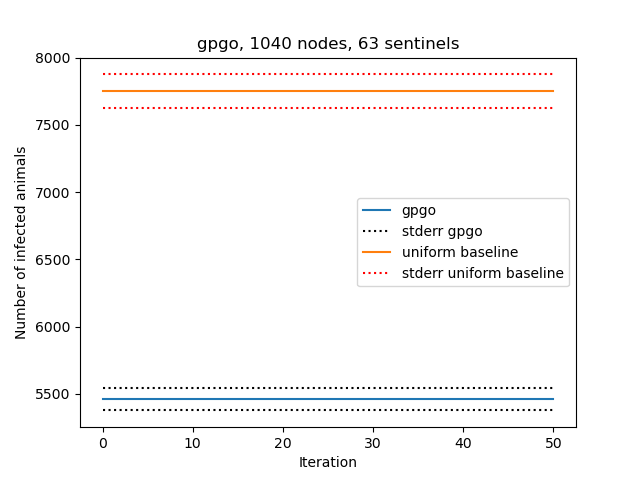 gpgo, 1040 nodes, 63 sentinels
Number of infected animals
8000
7500
7000
6500
6000
5500
gpgo
stderr gpgo
uniform baseline
stderr uniform baseline
0 10 20 30 40 50
Iteration